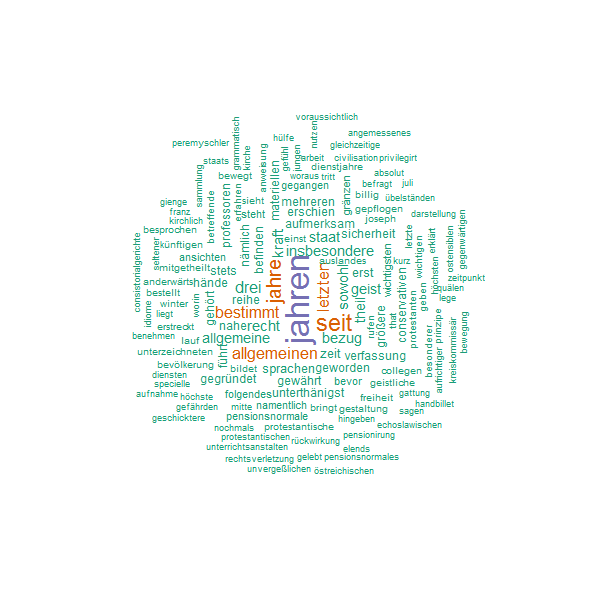 voraussichtlich
angemessenes
nutzen
grammatisch
hülfe
gleichzeitige
peremyschler
kirche
gefühl
jungen
arbeit
civilisation
privilegirt
staats
anweisung
woraus
tritt
dienstjahre
absolut
sammlung
bewegt
materiellen
gegangen
befragt
juli
gienge
betreffende
professoren
erfahren
sieht
mehreren
gränzen
billig
übelständen
franz
steht
erschien
gepflogen
darstellung
kirchlich
aufmerksam
joseph
besprochen
nämlich
kraft
einst
staat
sicherheit
letzte
erklärt
gegenwärtigen
consistorialgerichte
seltener
künftigen
befinden
insbesondere
wichtigsten
wichtigen
ansichten
jahre
jahren
auslandes
kurz
höchsten
ostensiblen
mitgetheilt
stets
letzten
sowohl
erst
conservativen
zeitpunkt
anderwärts
hände
drei
geist
geben
quälen
idiome
winter
worin
gehört
reihe
theil
größere
that
lege
liegt
bestimmt
seit
rufen
protestanten
prinzipe
kreiskommissär
bewegung
erstreckt
naherecht
benehmen
lauf
allgemeine
bezug
besonderer
aufrichtiger
unterzeichneten
führt
allgemeinen
zeit
verfassung
bevölkerung
bildet
sprachen
geworden
collegen
diensten
specielle
gegründet
gewährt
bevor
geistliche
aufnahme
höchste
folgendes
unterthänigst
freiheit
gattung
gefährden
mitte
namentlich
bringt
gestaltung
sagen
handbillet
geschicktere
pensionsnormale
hingeben
nochmals
protestantische
echoslawischen
protestantischen
rückwirkung
pensionirung
unterrichtsanstalten
elends
rechtsverletzung
gelebt
pensionsnormales
unvergeßlichen
östreichischen